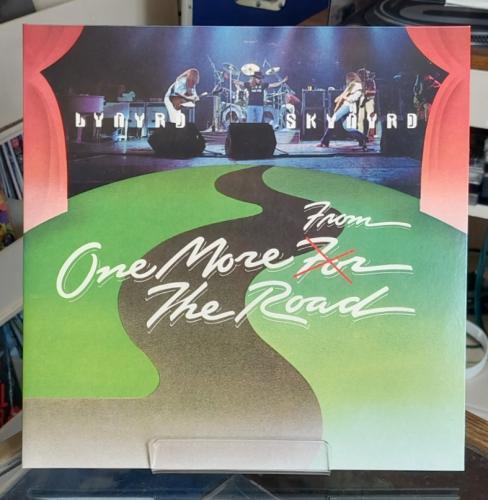 LYNYRD SKYNYRD
From
One More For
The Road